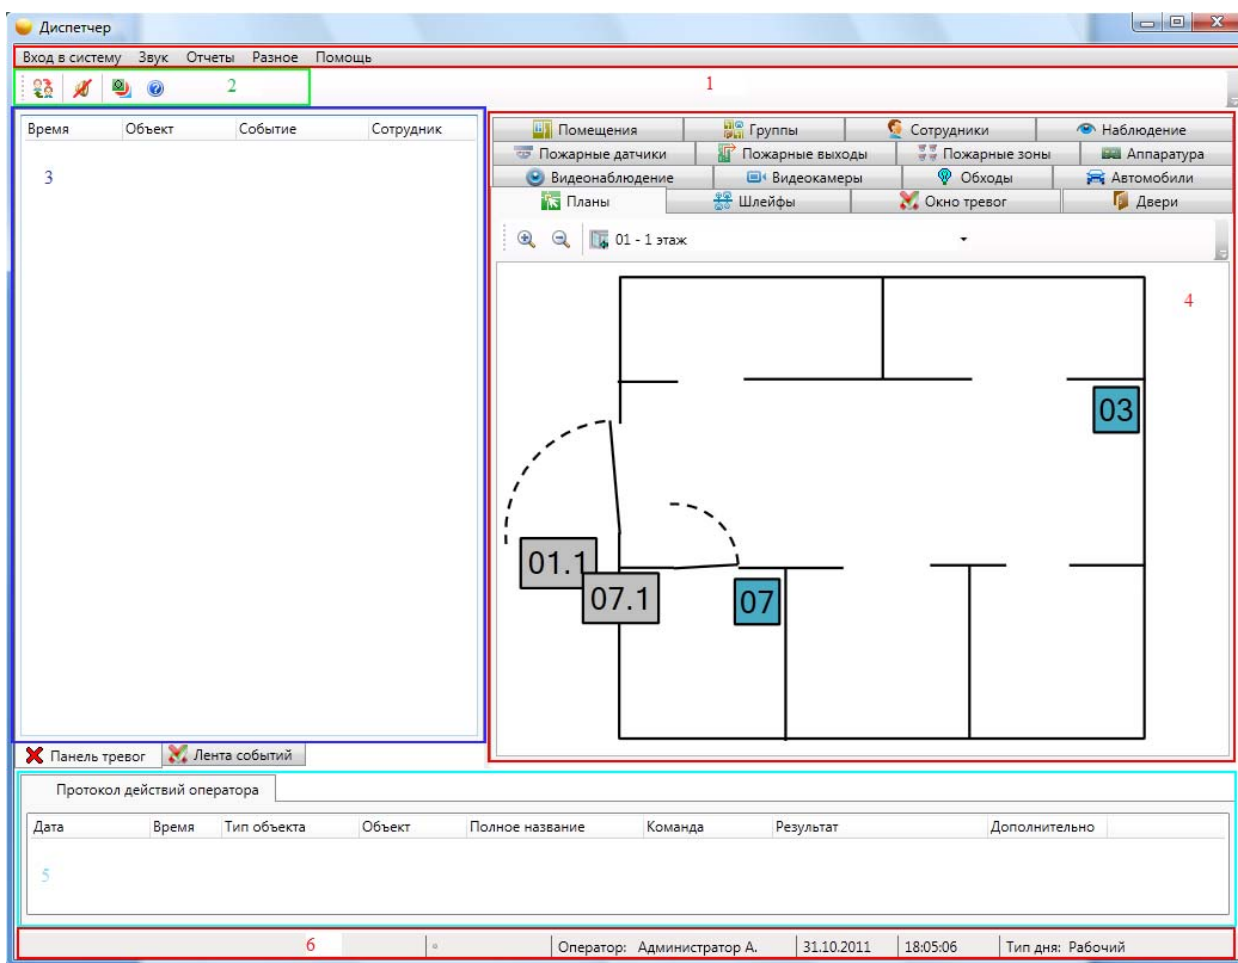 Диспетчер
Вход в систему Звук Отчеты Разное Помощь
1
2
Время Объект Событие Сотрудник
3
Помещения Группы Сотрудники Наблюдение
Пожарные датчики Пожарные выходы Пожарные зоны Аппаратура
Видеонаблюдение Видеокамеры Обходы Автомобили
Планы Шлейфы Окно тревог Двери
01 - 1 этаж
4
03
01.1
07.1
07
Панель тревог Лента событий
Протокол действий оператора
Дата Время Тип объекта Объект Полное название Команда Результат Дополнительно
5
6
Оператор: Администратор А. 31.10.2011 18:05:06 Тип дня: Рабочий